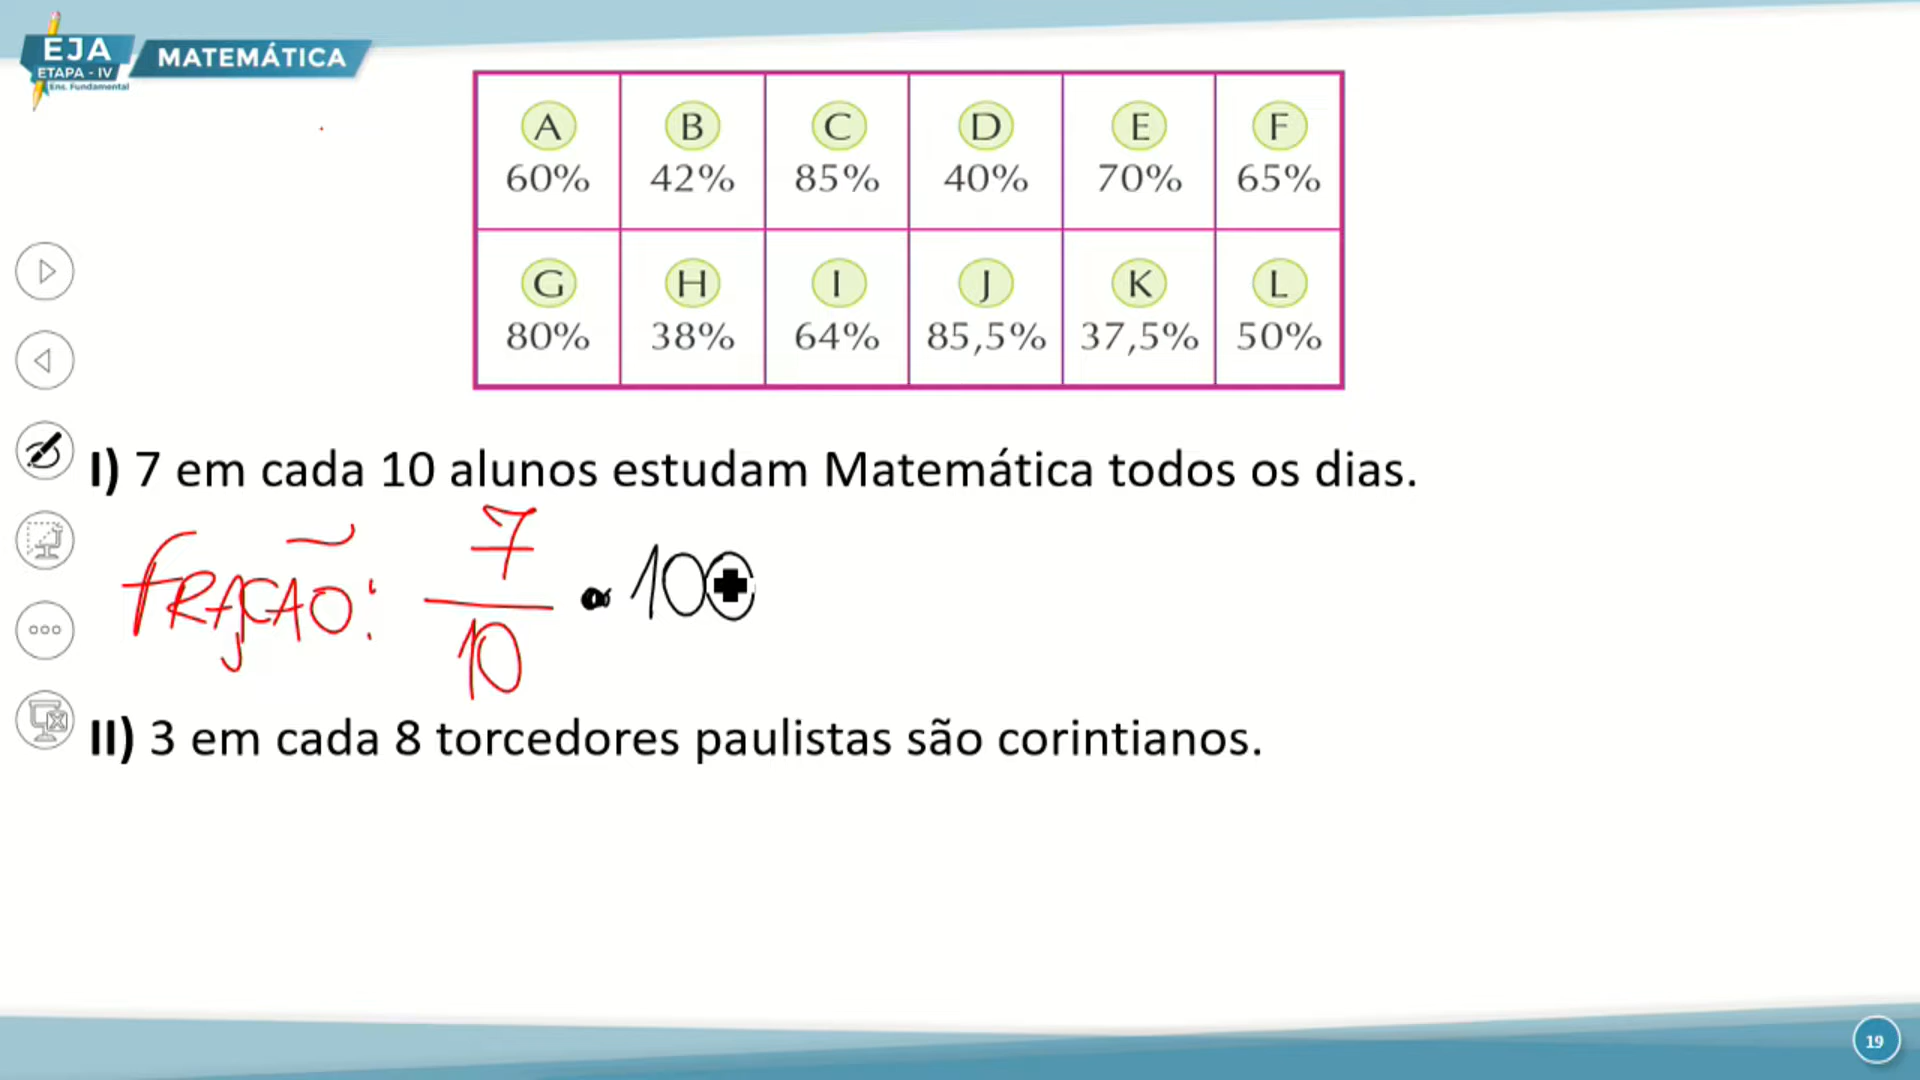 EJA
ETAPA - IV
Ens. Fundamental
MATEMÁTICA
A B C D E F
60% 42% 85% 40% 70% 65%
G H I J K L
80% 38% 64% 85,5% 37,5% 50%
I) 7 em cada 10 alunos estudam Matemática todos os dias.
FRAÇÃO: 7/10 · 100
II) 3 em cada 8 torcedores paulistas são corintianos.
19